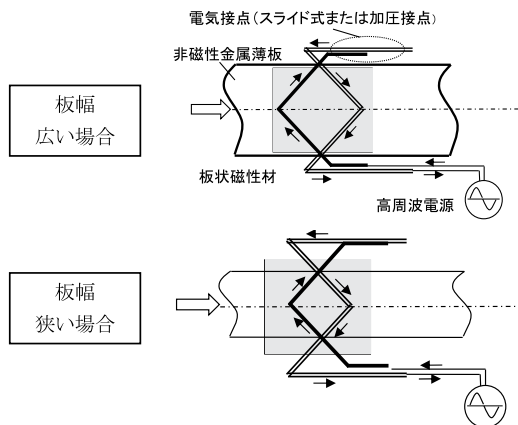 電気接点(スライド式または加圧接点)
非磁性金属薄板
板幅
広い場合
板状磁性材
高周波電源
板幅
狭い場合